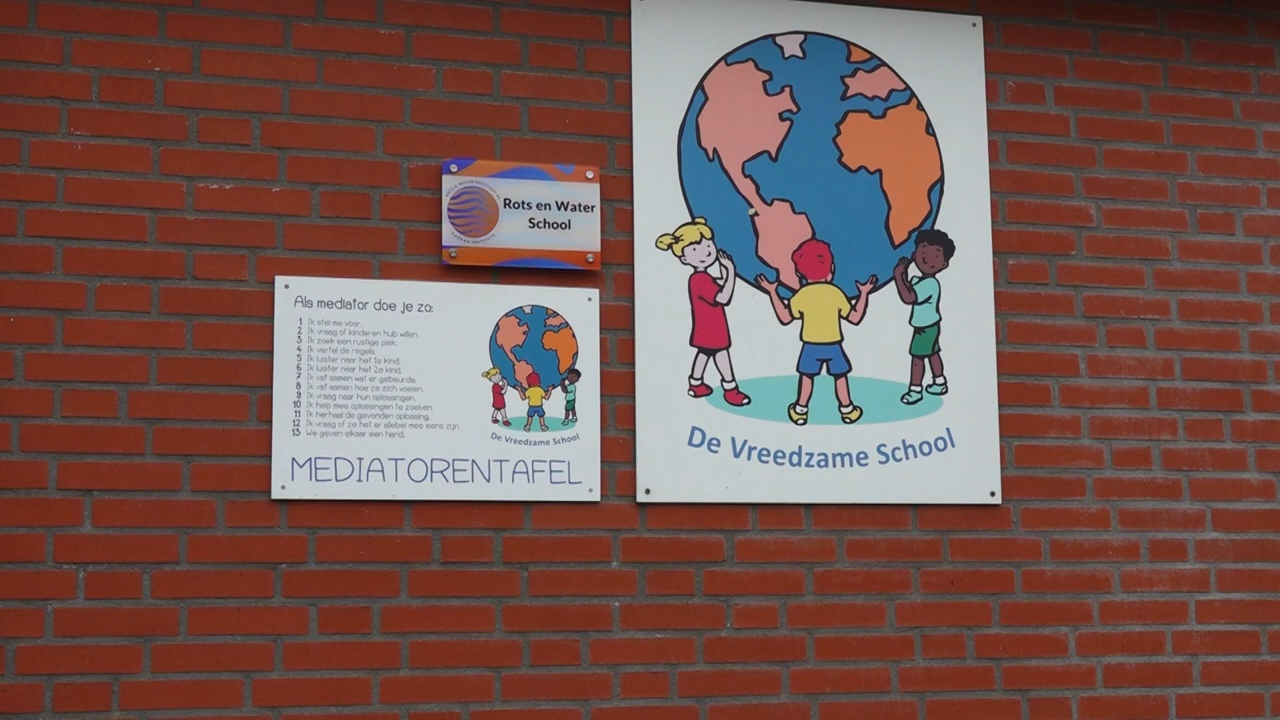 Rots en Water
School
Als mediator doe je zo:
1 Ik stel me voor.
2 Ik vraag of kinderen hulp willen.
3 Ik zoek een rustige plek.
4 Ik vertel de regels.
5 Ik luister naar het 1e kind.
6 Ik luister naar het 2e kind.
7 Ik vat samen wat er gebeurde.
8 Ik vat samen hoe ze zich voelen.
9 Ik vraag naar hun oplossingen.
10 Ik help mee oplossingen te zoeken.
11 Ik herhaal de gevonden oplossing.
12 Ik vraag of ze het er allebei mee eens zijn.
13 We geven elkaar een hand.
De Vreedzame School
MEDIATORENTAFEL
De Vreedzame School